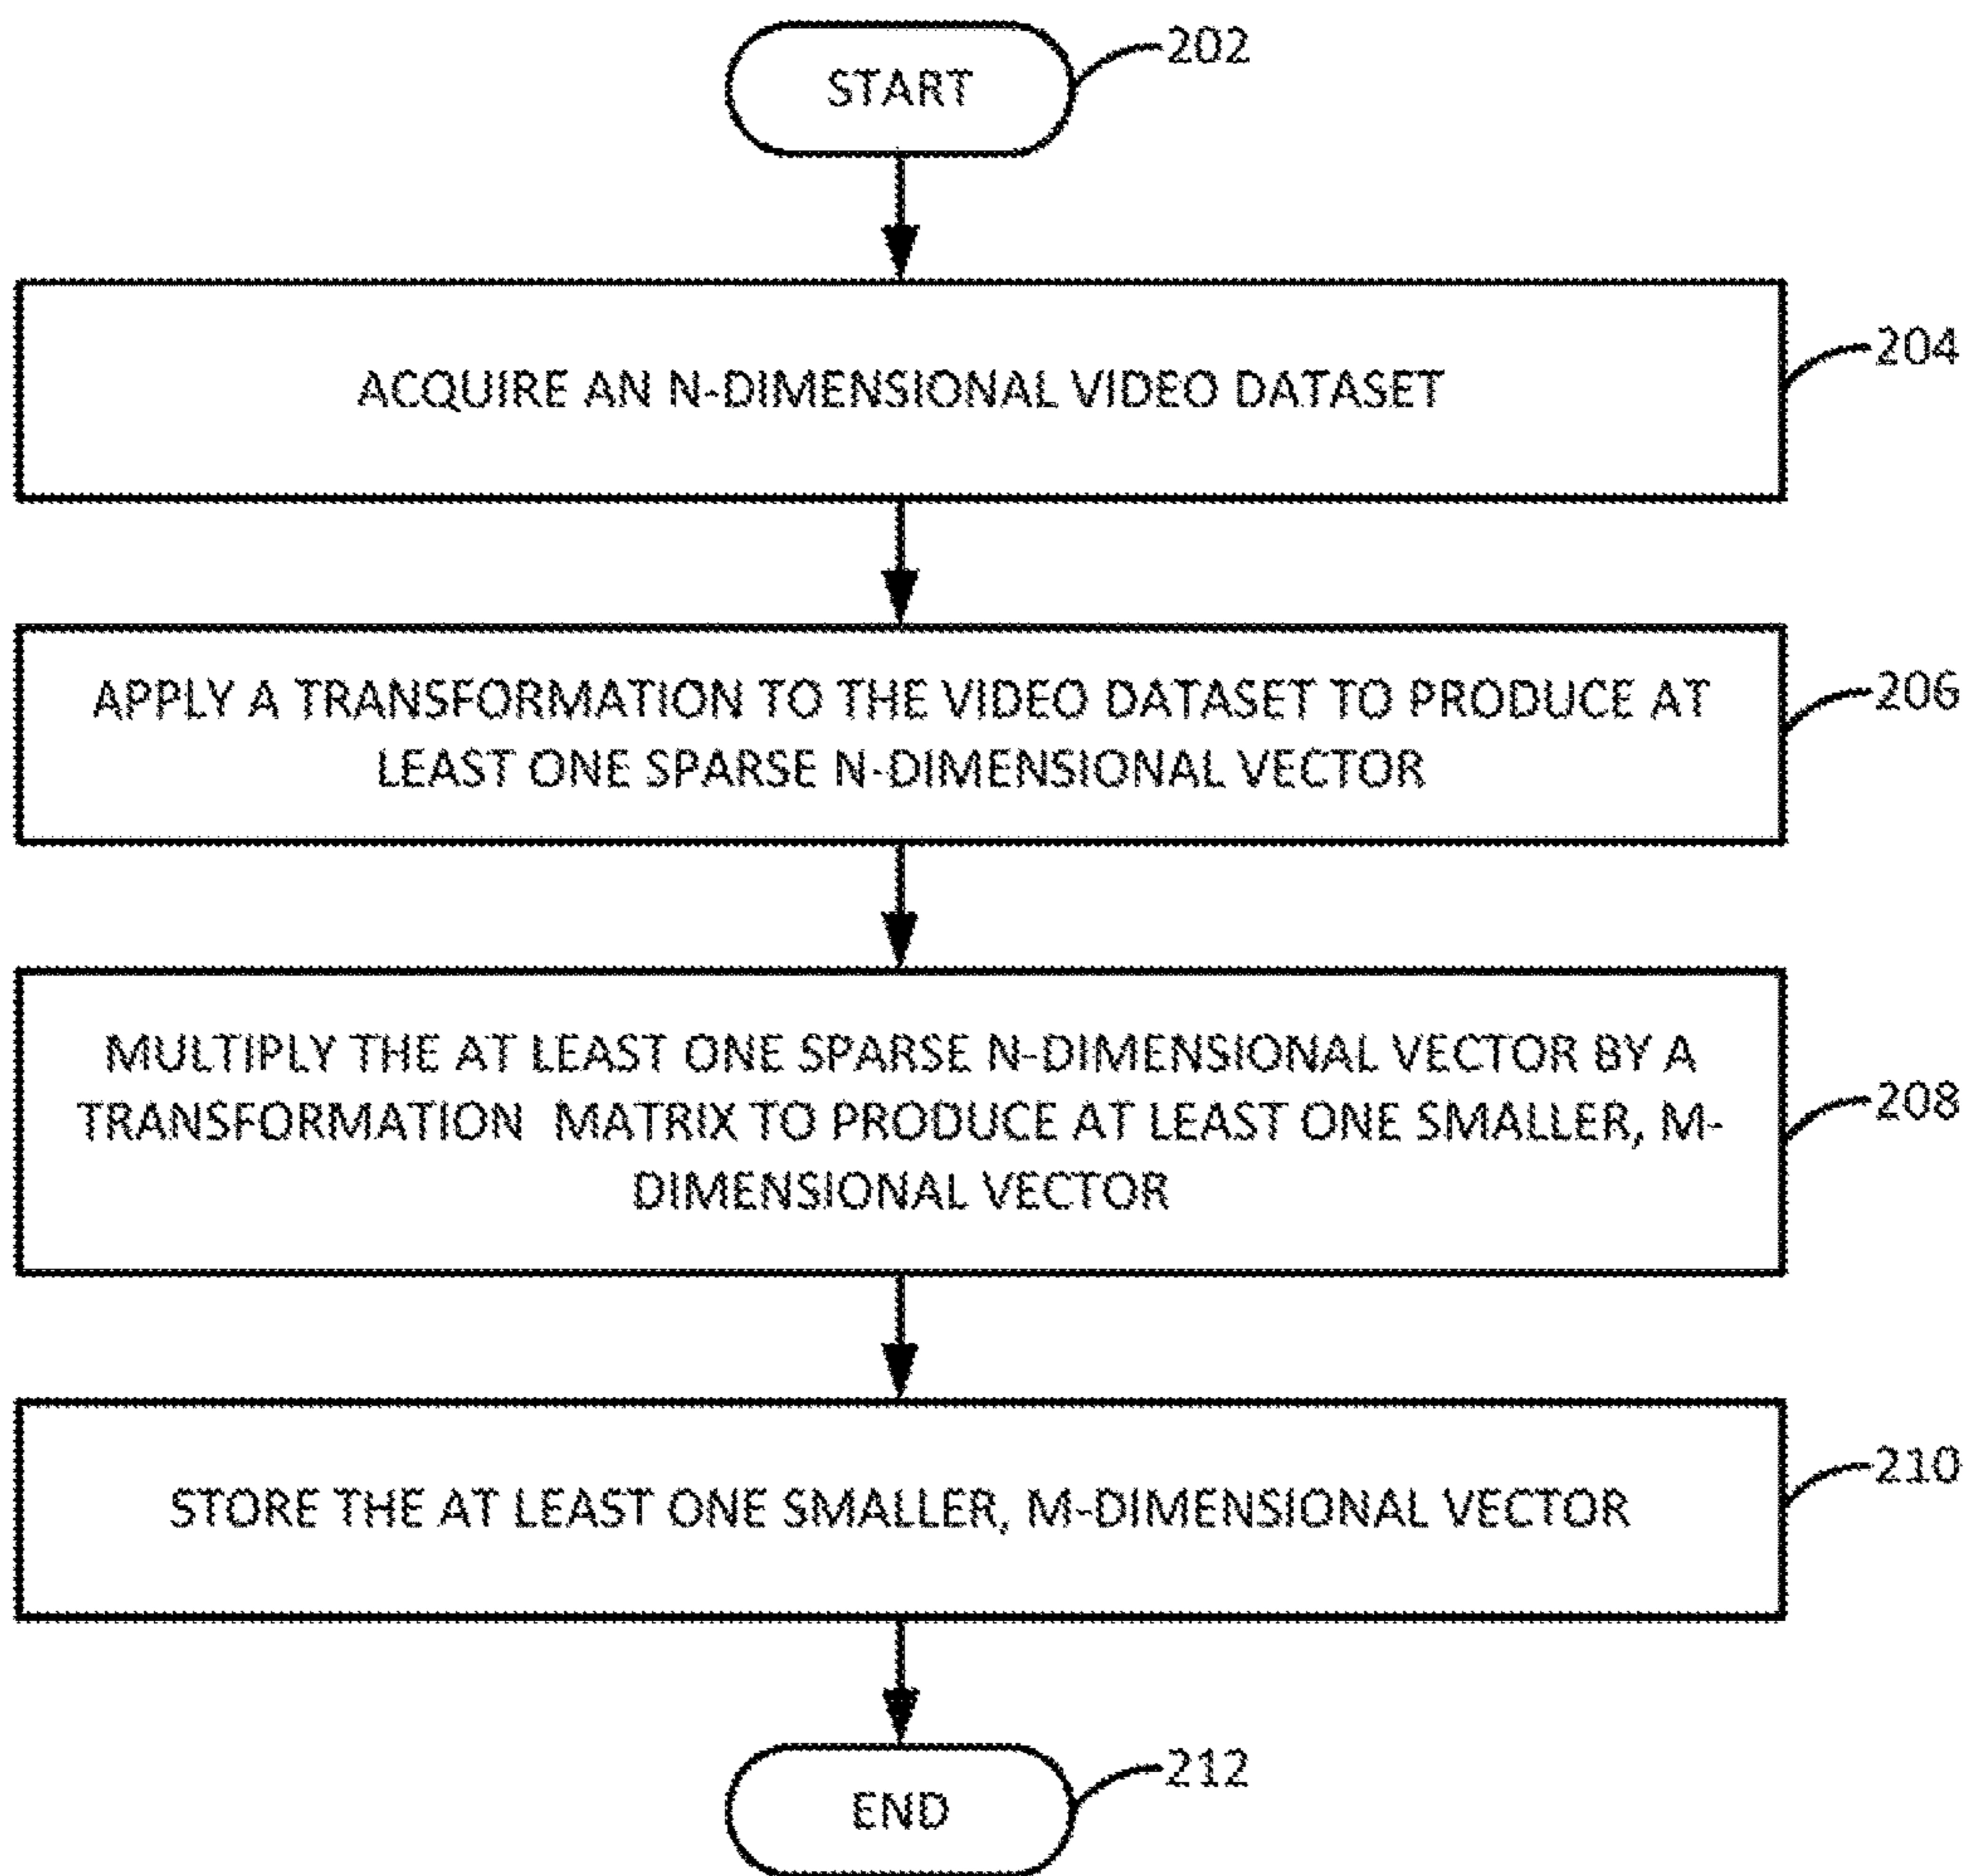 START
202
ACQUIRE AN N-DIMENSIONAL VIDEO DATASET
204
APPLY A TRANSFORMATION TO THE VIDEO DATASET TO PRODUCE AT
LEAST ONE SPARSE N-DIMENSIONAL VECTOR
206
MULTIPLY THE AT LEAST ONE SPARSE N-DIMENSIONAL VECTOR BY A
TRANSFORMATION MATRIX TO PRODUCE AT LEAST ONE SMALLER, M-
DIMENSIONAL VECTOR
208
STORE THE AT LEAST ONE SMALLER, M-DIMENSIONAL VECTOR
210
END
212